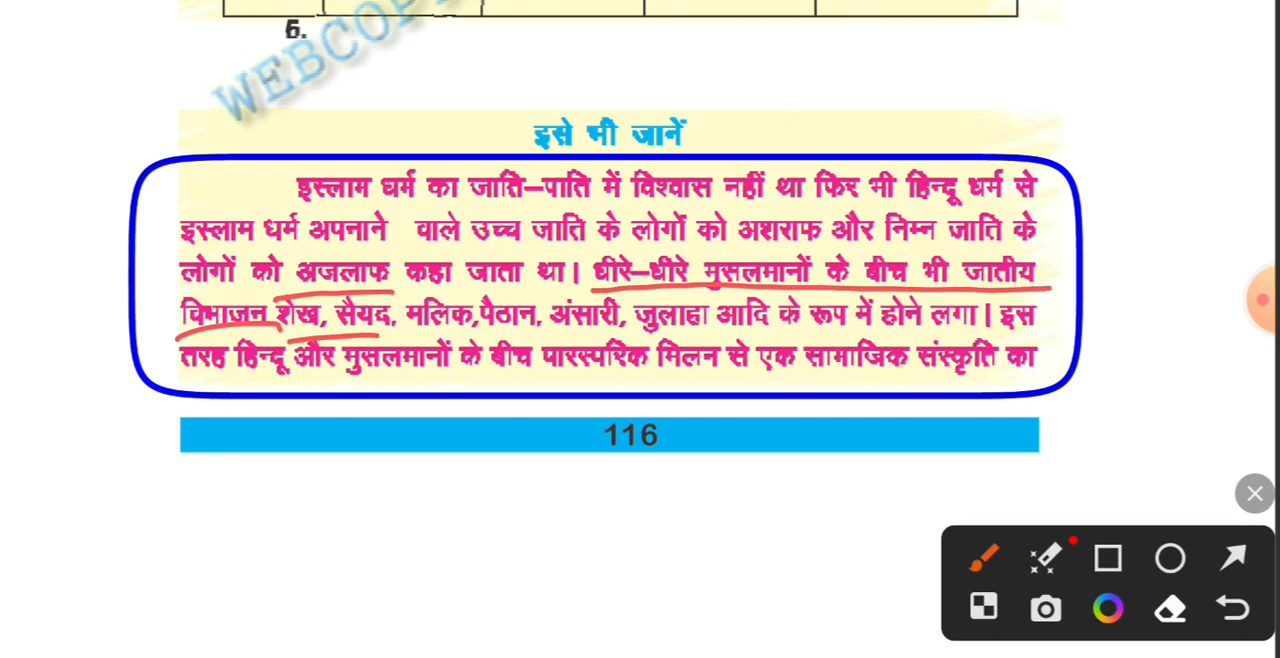 6.
WEBCOP
इसे भी जानें
इस्लाम धर्म का जाति–पाति में विश्वास नहीं था फिर भी हिन्दू धर्म से
इस्लाम धर्म अपनाने वाले उच्च जाति के लोगों को अशराफ और निम्न जाति के
लोगों को अजलाफ कहा जाता था। धीरे–धीरे मुसलमानों के बीच भी जातीय
विभाजन शेख, सैयद, मलिक,पैठान, अंसारी, जुलाहा आदि के रूप में होने लगा। इस
तरह हिन्दू और मुसलमानों के बीच पारस्परिक मिलन से एक सामाजिक संस्कृति का
116